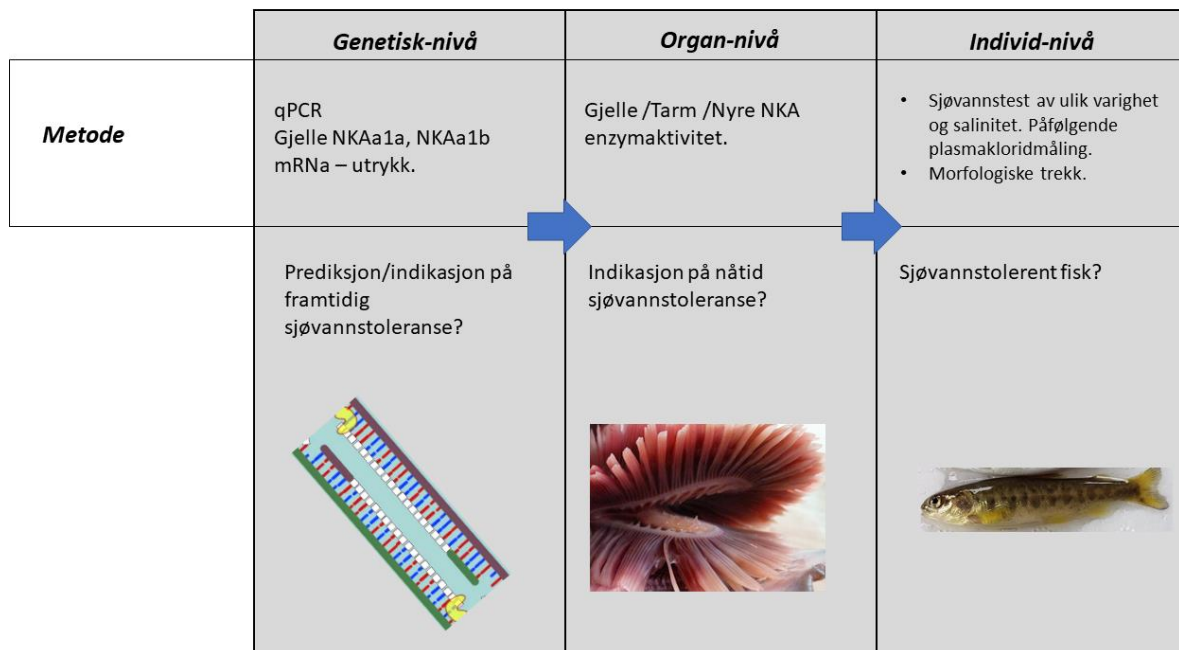 Genetisk-nivå
Organ-nivå
Individ-nivå
Metode
qPCR
Gjelle NKAa1a, NKAa1b
mRNa – utrykk.
Gjelle /Tarm /Nyre NKA
enzymaktivitet.
• Sjøvannstest av ulik varighet
og salinitet. Påfølgende
plasmakloridmåling.
• Morfologiske trekk.
Prediksjon/indikasjon på
framtidig
sjøvannstoleranse?
Indikasjon på nåtid
sjøvannstoleranse?
Sjøvannstolerent fisk?